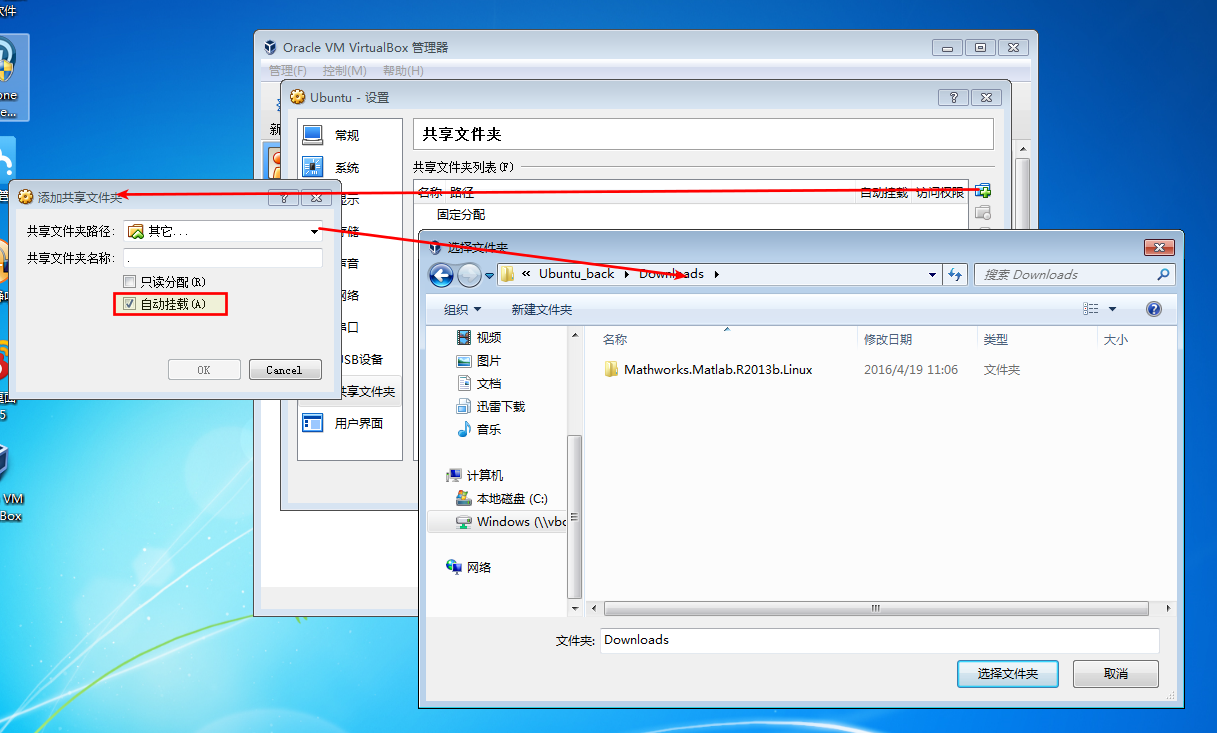 次件
one
e...
VM
Box
Oracle VM VirtualBox 管理器
管理(F) 控制(M) 帮助(H)
新
Ubuntu - 设置
常规
系统
显示
存储
声音
网络
串口
USB设备
共享文件夹
用户界面
共享文件夹
共享文件夹列表(F)
名称 路径 自动挂载 访问权限
固定分配
添加共享文件夹
共享文件夹路径: 其它...
共享文件夹名称: .
只读分配(R)
自动挂载(A)
OK Cancel
选择文件夹
« Ubuntu_back Downloads
搜索 Downloads
组织 新建文件夹
视频
图片
文档
迅雷下载
音乐
计算机
本地磁盘 (C:)
Windows (\\vbo
网络
名称 修改日期 类型 大小
Mathworks.Matlab.R2013b.Linux 2016/4/19 11:06 文件夹
文件夹: Downloads
选择文件夹 取消